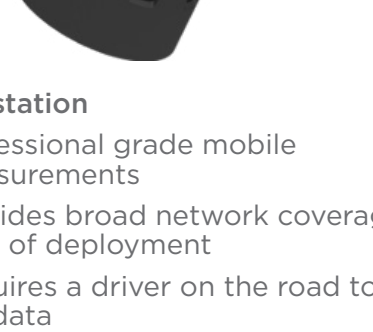 station
essional grade mobile
surements
ides broad network coverag
of deployment
uires a driver on the road to
data